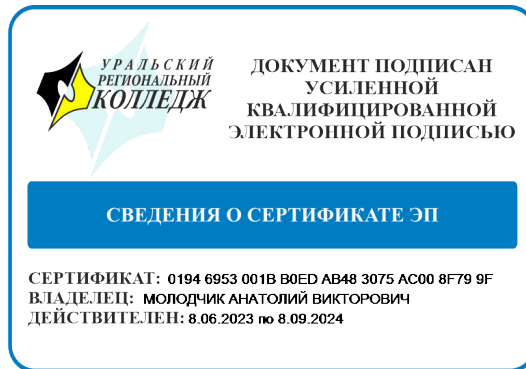 УРАЛЬСКИЙ
РЕГИОНАЛЬНЫЙ
КОЛЛЕДЖ
ДОКУМЕНТ ПОДПИСАН
УСИЛЕННОЙ
КВАЛИФИЦИРОВАННОЙ
ЭЛЕКТРОННОЙ ПОДПИСЬЮ
СВЕДЕНИЯ О СЕРТИФИКАТЕ ЭП
СЕРТИФИКАТ: 0194 6953 001B B0ED AB48 3075 AC00 8F79 9F
ВЛАДЕЛЕЦ: МОЛОДЧИК АНАТОЛИЙ ВИКТОРОВИЧ
ДЕЙСТВИТЕЛЕН: 8.06.2023 по 8.09.2024